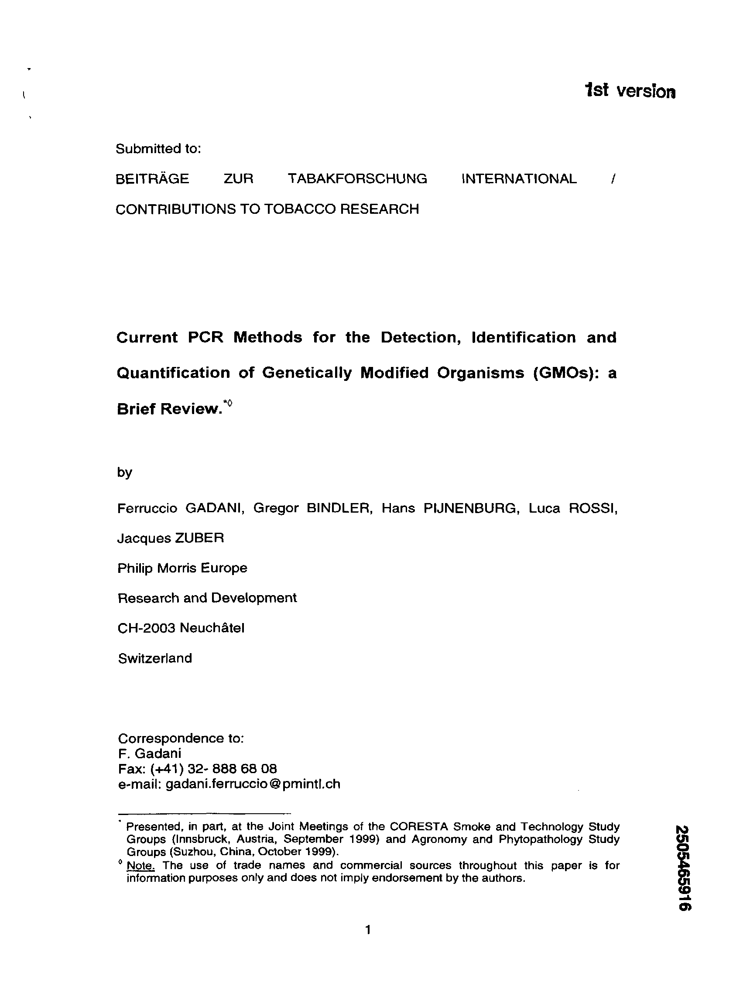 1st version
Submitted to:
BEITRÄGE ZUR TABAKFORSCHUNG INTERNATIONAL /
CONTRIBUTIONS TO TOBACCO RESEARCH
Current PCR Methods for the Detection, Identification and
Quantification of Genetically Modified Organisms (GMOs): a
Brief Review.*◊
by
Ferruccio GADANI, Gregor BINDLER, Hans PIJNENBURG, Luca ROSSI,
Jacques ZUBER
Philip Morris Europe
Research and Development
CH-2003 Neuchâtel
Switzerland
Correspondence to:
F. Gadani
Fax: (+41) 32- 888 68 08
e-mail: gadani.ferruccio@pmintl.ch
* Presented, in part, at the Joint Meetings of the CORESTA Smoke and Technology Study
Groups (Innsbruck, Austria, September 1999) and Agronomy and Phytopathology Study
Groups (Suzhou, China, October 1999).
◊ Note. The use of trade names and commercial sources throughout this paper is for
information purposes only and does not imply endorsement by the authors.
2505465916
1